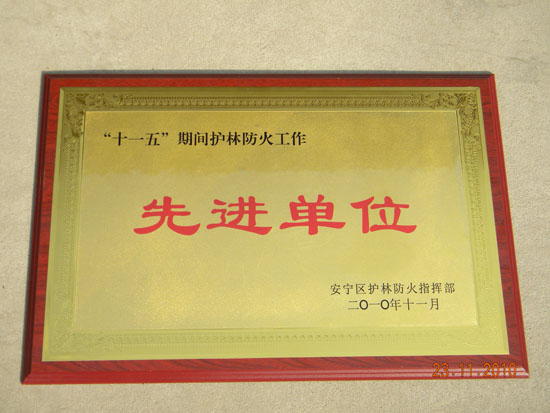 “十一五”期间护林防火工作
先进单位
安宁区护林防火指挥部
二〇一〇年十一月
23.11.2010